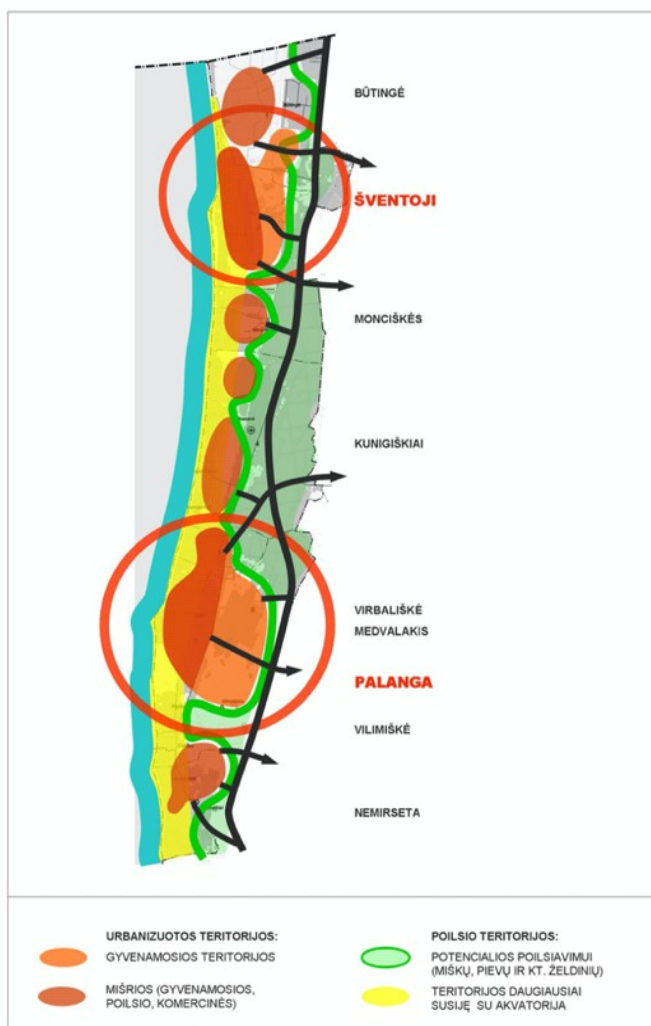 BŪTINGĖ
ŠVENTOJI
MONCIŠKĖS
KUNIGIŠKIAI
VIRBALIŠKĖ
MEDVALAKIS
PALANGA
VILIMIŠKĖ
NEMIRSETA
URBANIZUOTOS TERITORIJOS:
GYVENAMOSIOS TERITORIJOS
MIŠRIOS (GYVENAMOSIOS,
POILSIO, KOMERCINĖS)
POILSIO TERITORIJOS:
POTENCIALIOS POILSIAVIMUI
(MIŠKŲ, PIEVŲ IR KT. ŽELDINIŲ)
TERITORIJOS DAUGIAUSIAI
SUSIJĘ SU AKVATORIJA